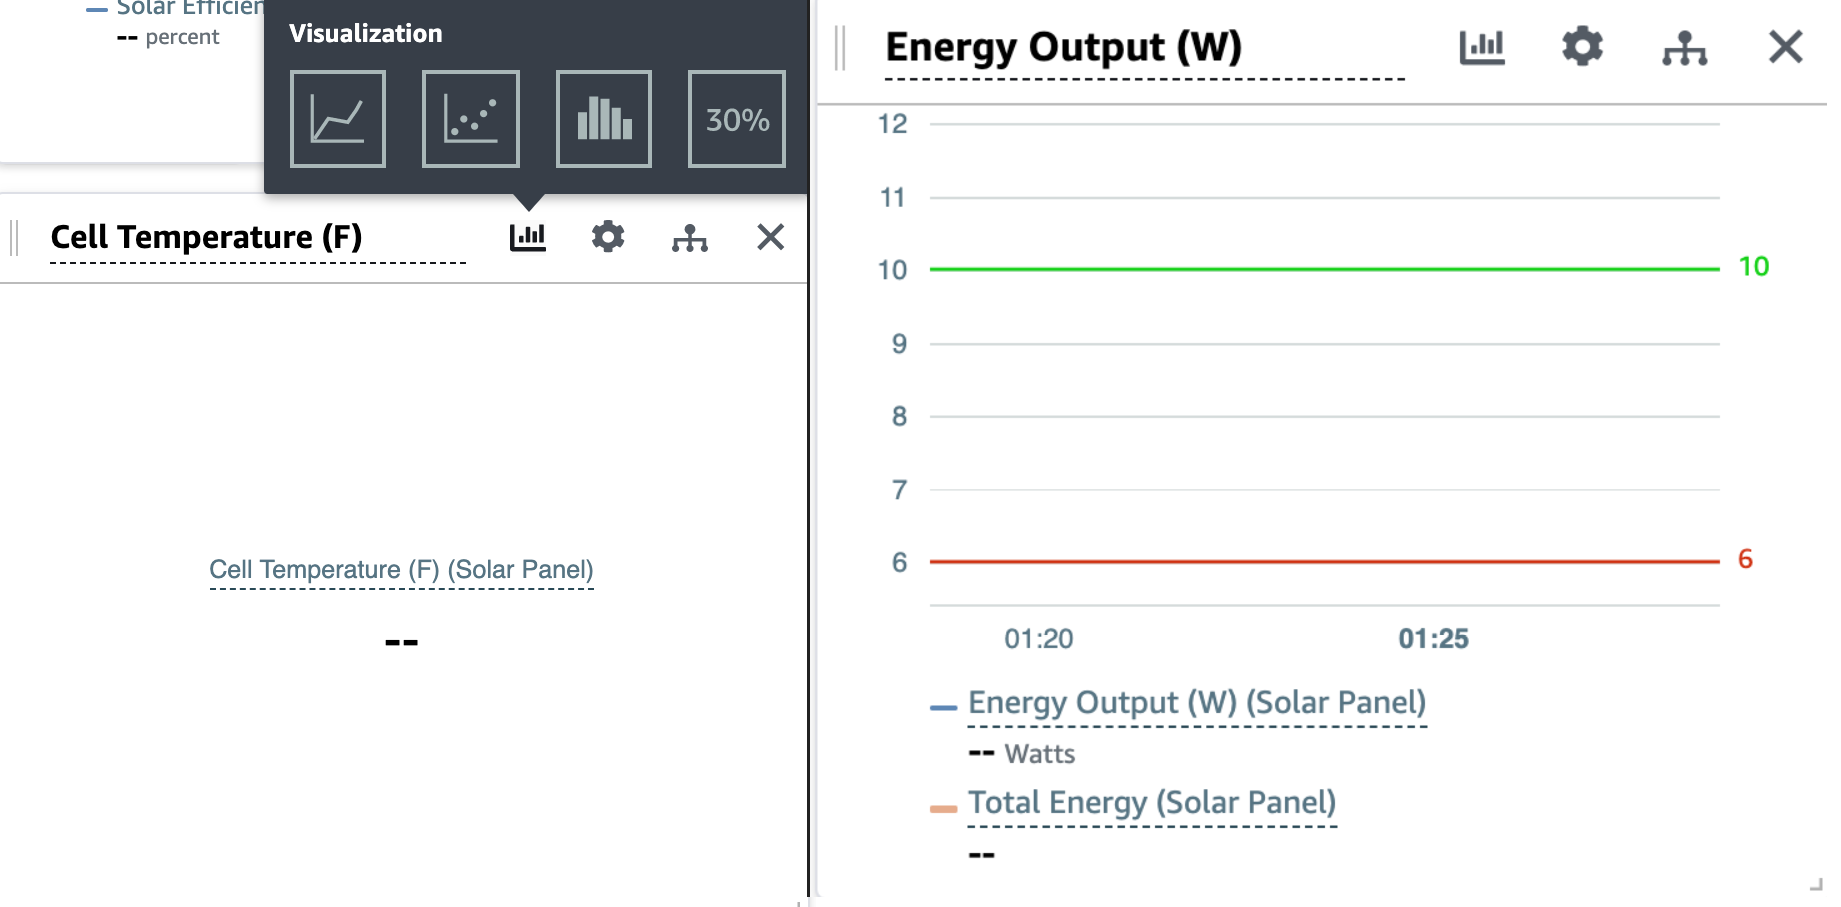 Solar Efficien
-- percent
Visualization
30%
Cell Temperature (F)
Cell Temperature (F) (Solar Panel)
--
Energy Output (W)
12
11
10
10
9
8
7
6
6
01:20 01:25
Energy Output (W) (Solar Panel)
-- Watts
Total Energy (Solar Panel)
--